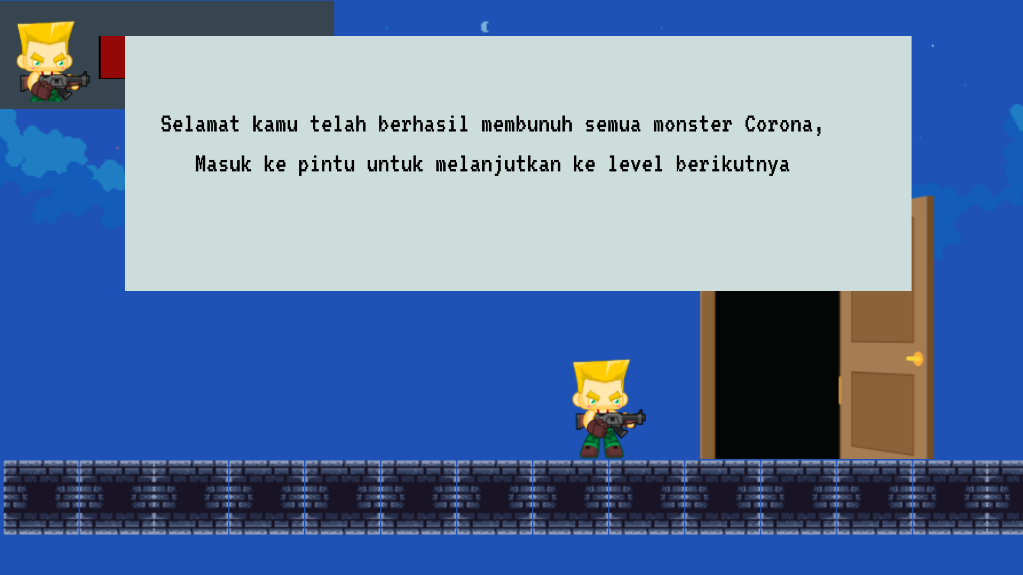 Selamat kamu telah berhasil membunuh semua monster Corona,
Masuk ke pintu untuk melanjutkan ke level berikutnya